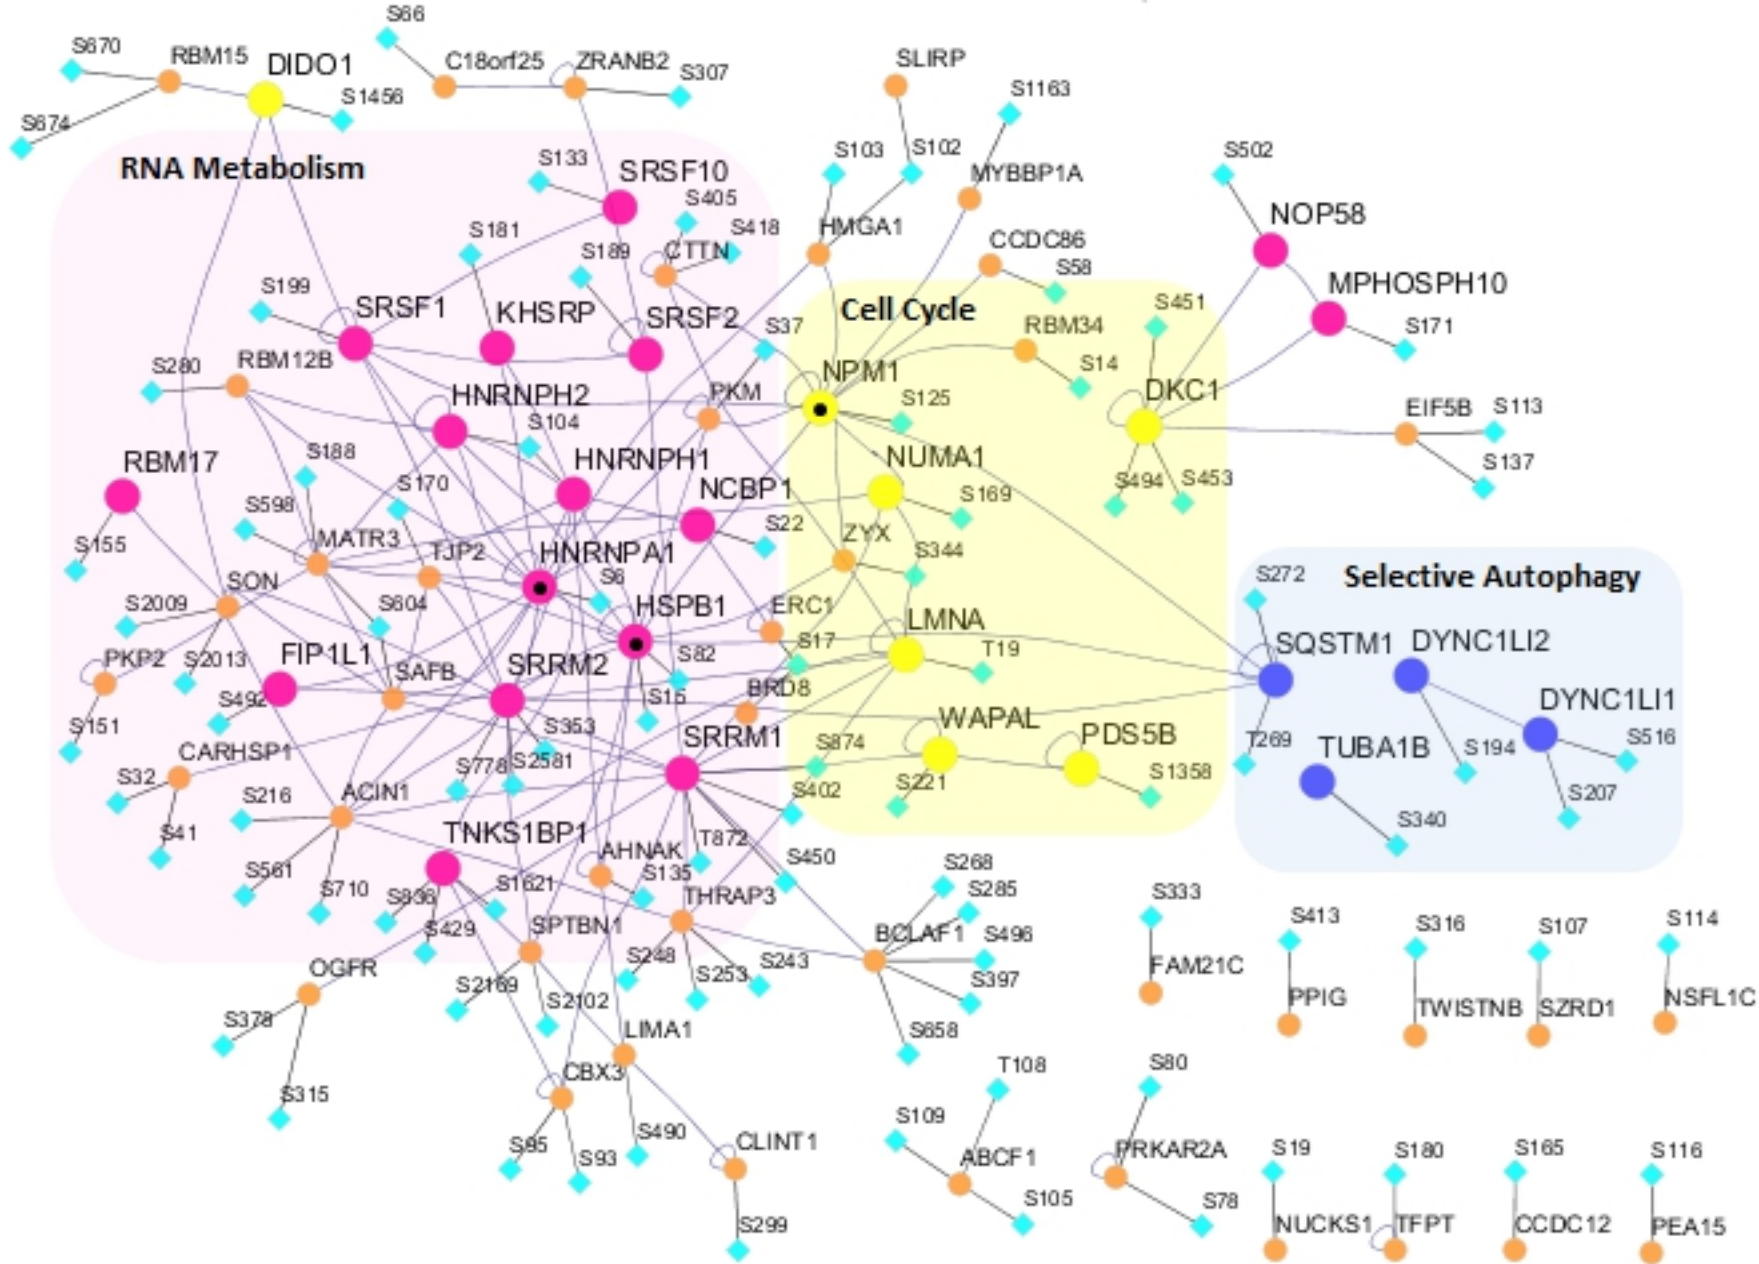 S66
S670
RBM15
DIDO1
C18orf25
ZRANB2
SLIRP
S307
S1163
S1456
S674
RNA Metabolism
S133
SRSF10
S103
S102
MYBBP1A
S502
S405
S181
S189
CTTN
S418
HMGA1
CCDC86
NOP58
S199
SRSF1
KHSRP
SRSF2
S37
Cell Cycle
S58
S451
MPHOSPH10
RBM34
S171
S280
RBM12B
HNRNPH2
PKM
NPM1
S14
DKC1
S104
S125
EIF5B
S113
RBM17
S188
HNRNPH1
NCBP1
NUMA1
S137
S170
S598
S169
S494
S453
S155
MATR3
TJP2
HNRNPA1
S22
ZYX
S344
SON
S6
S272
Selective Autophagy
S2009
S604
HSPB1
ERC1
LMNA
SQSTM1
DYNC1LI2
PKP2
S2013
FIP1L1
SAFB
SRRM2
S82
S17
T19
S492
S15
BRD8
DYNC1LI1
S151
CARHSP1
S353
SRRM1
WAPAL
PDS5B
T269
TUBA1B
S194
S516
S32
S778
S2581
S874
S221
S1358
S216
ACIN1
S402
S207
S41
TNKS1BP1
T872
S340
S561
AHNAK
S450
S268
S710
S836
S1621
S135
THRAP3
S285
S333
S413
S316
S107
S114
S429
SPTBN1
BCLAF1
S496
OGFR
S248
S253
S243
S397
FAM21C
S2169
S2102
PPIG
TWISTNB
SZRD1
NSFL1C
S378
LIMA1
S658
CBX3
T108
S80
S315
S109
S95
S93
S490
CLINT1
ABCF1
PRKAR2A
S19
S180
S165
S116
S105
S78
S299
NUCKS1
TFPT
CCDC12
PEA15